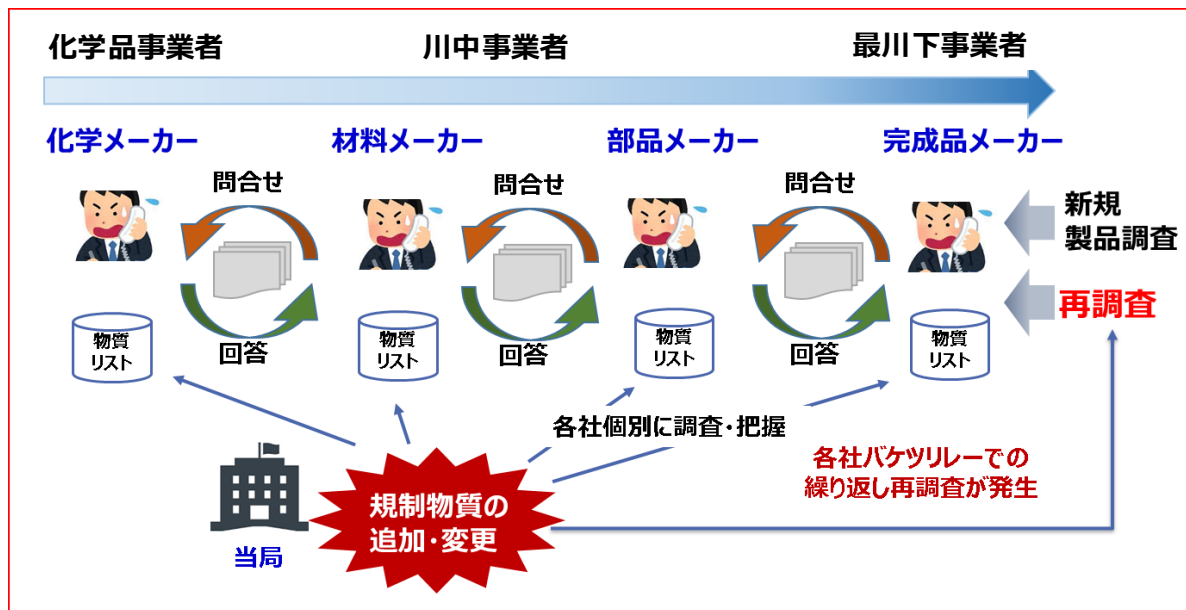 化学品事業者
川中事業者
最川下事業者
化学メーカー
材料メーカー
部品メーカー
完成品メーカー
問合せ
問合せ
問合せ
新規
製品調査
再調査
物質
リスト
回答
物質
リスト
回答
物質
リスト
回答
物質
リスト
各社個別に調査・把握
各社バケツリレーでの
繰り返し再調査が発生
規制物質の
追加・変更
当局